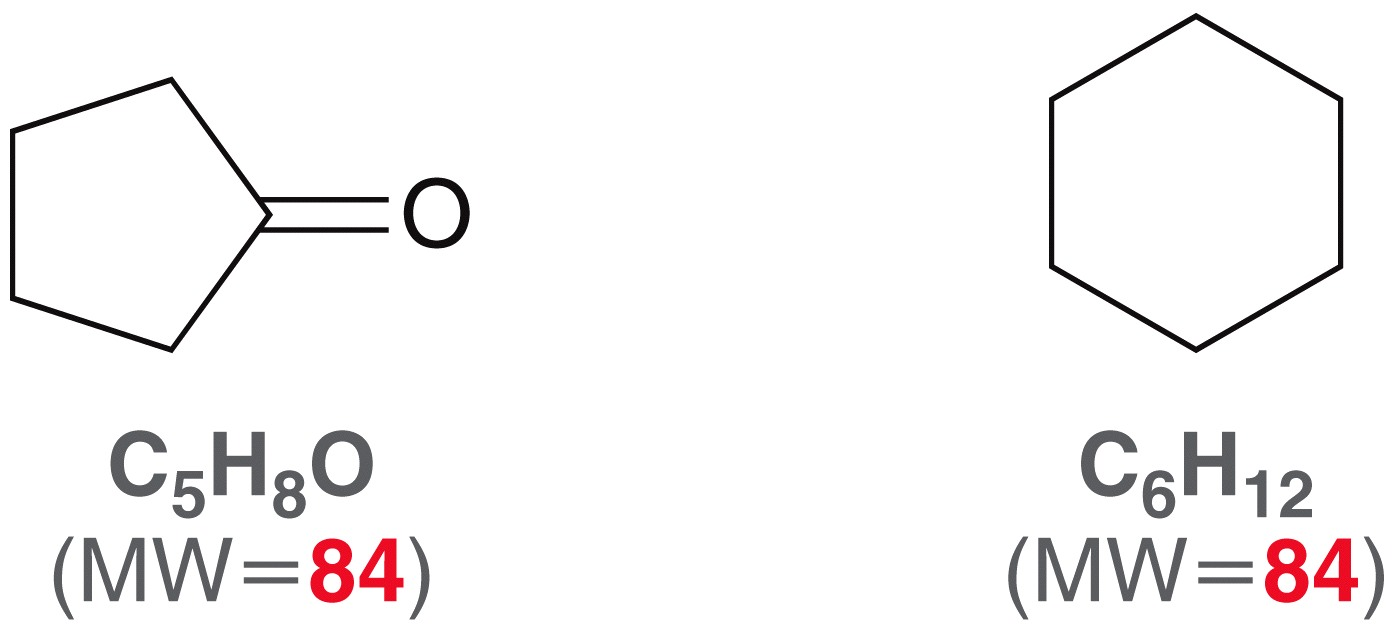 O
C₅H₈O
(MW=84)
C₆H₁₂
(MW=84)